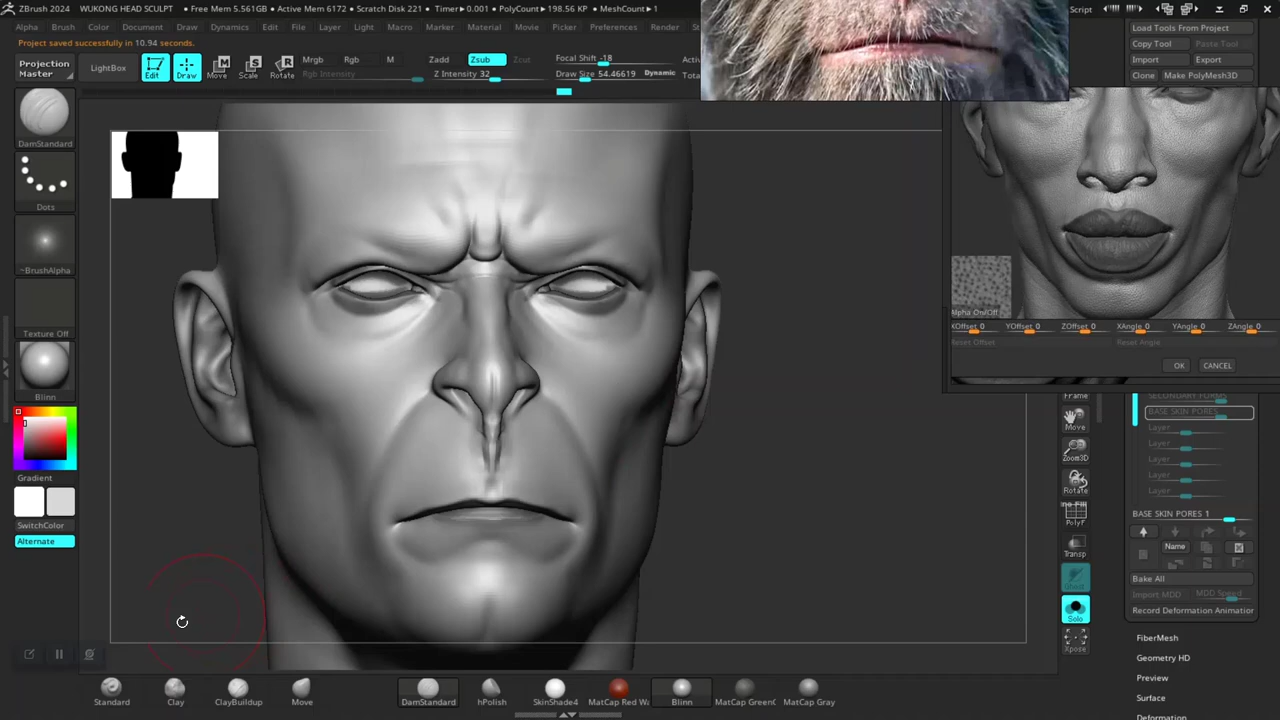 ZBrush 2024 WUKONG HEAD SCULPT • Free Mem 5.561GB • Active Mem 6172 • Scratch Disk 221 • Timer▸0.001 • PolyCount▸198.56 KP • MeshCount▸1
Script
Alpha Brush Color Document Draw Dynamics Edit File Layer Light Macro Marker Material Movie Picker Preferences Render
Project saved successfully in 10.94 seconds.
Projection
Master
LightBox
Edit
Draw
Move
Scale
Rotate
Mrgb Rgb M
Rgb Intensity
Zadd Zsub Zcut
Z Intensity 32
Focal Shift -18
Draw Size 54.46619 Dynamic
Load Tools From Project
Copy Tool Paste Tool
Import Export
Clone Make PolyMesh3D
DamStandard
Dots
~BrushAlpha
Texture Off
Blinn
Gradient
SwitchColor
Alternate
Alpha On/Off
XOffset 0 YOffset 0 ZOffset 0 XAngle 0 YAngle 0 ZAngle 0
Reset Offset Reset Angle
OK CANCEL
Frame
Move
Zoom3D
Rotate
PolyF
Transp
Ghost
Solo
Xpose
SECONDARY FORMS
BASE SKIN PORES
Layer
Layer
Layer
Layer
Layer
BASE SKIN PORES 1
Name
Bake All
Import MDD MDD Speed
Record Deformation Animation
FiberMesh
Geometry HD
Preview
Surface
Deformation
Standard Clay ClayBuildup Move DamStandard hPolish SkinShade4 MatCap Red Wa Blinn MatCap GreenC MatCap Gray